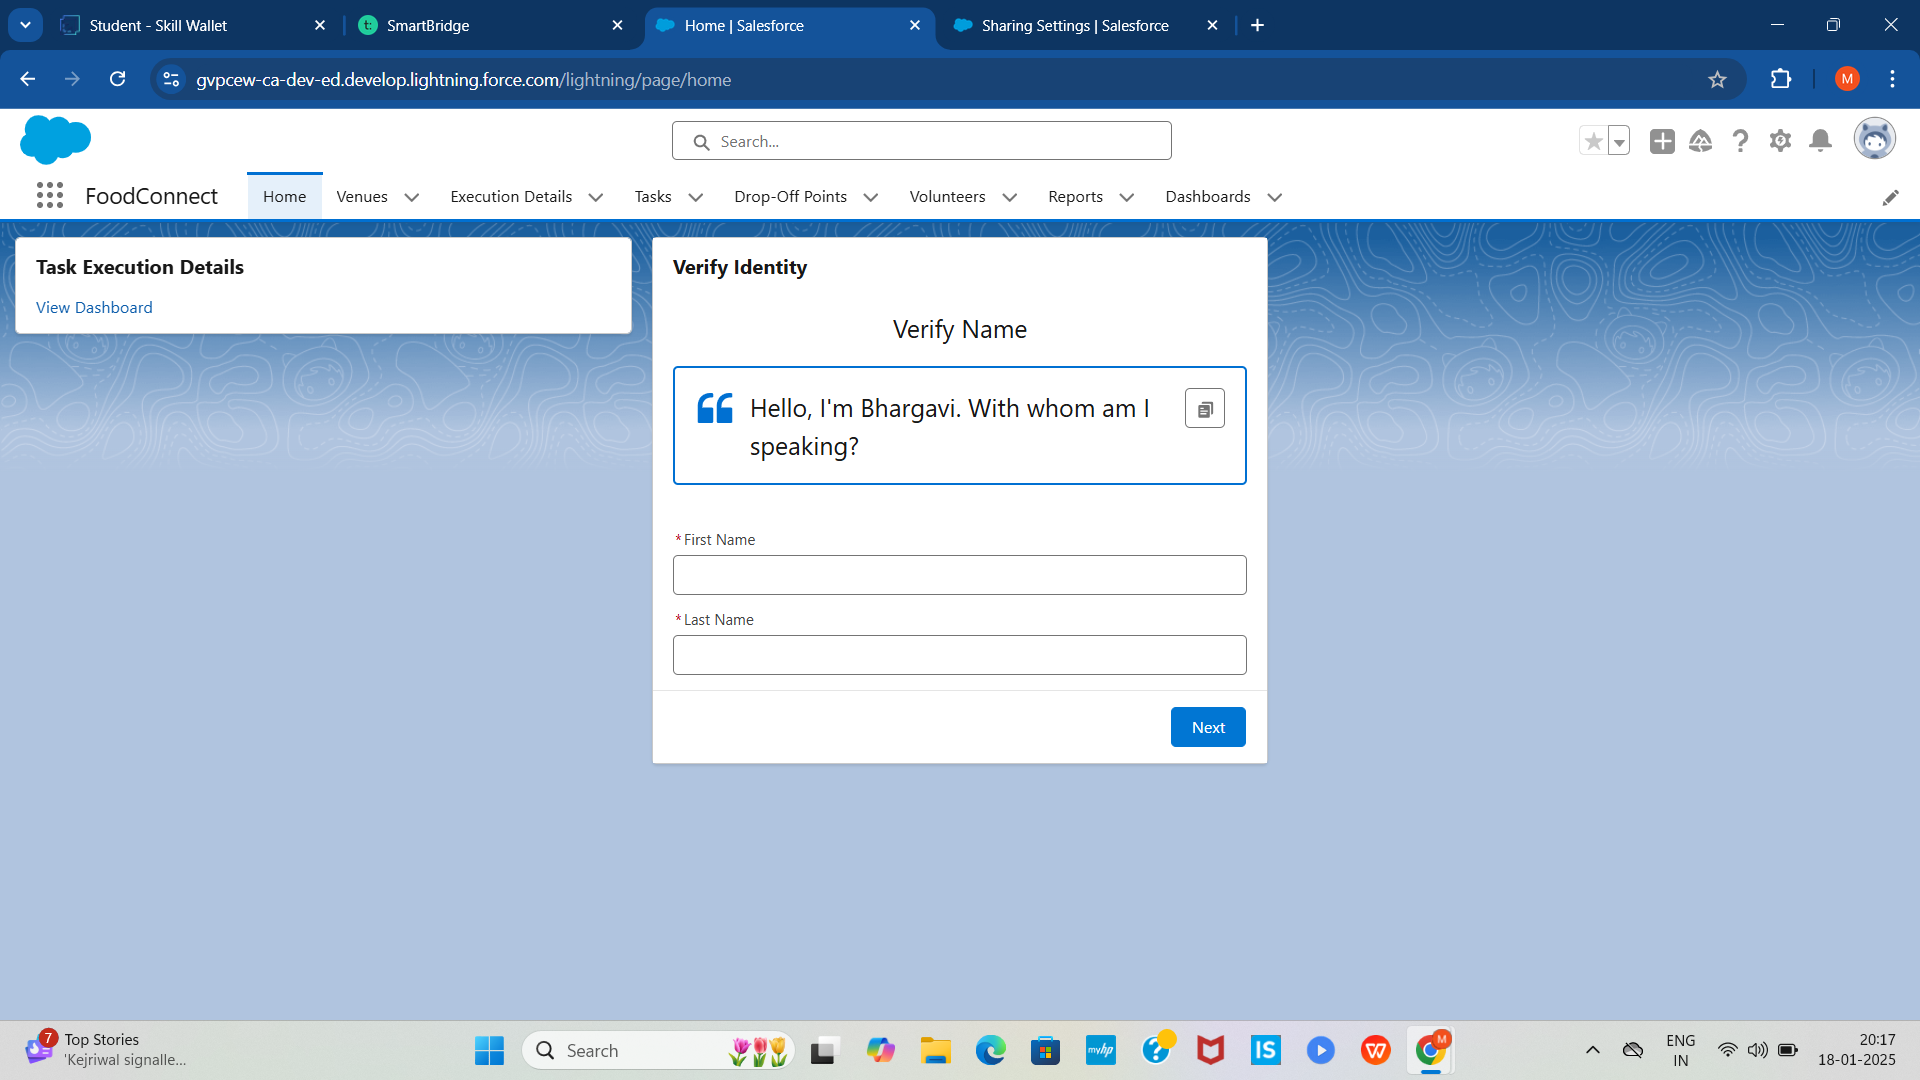 Student - Skill Wallet
SmartBridge
Home | Salesforce
Sharing Settings | Salesforce
gvpcew-ca-dev-ed.develop.lightning.force.com/lightning/page/home
M
Search...
FoodConnect
Home
Venues
Execution Details
Tasks
Drop-Off Points
Volunteers
Reports
Dashboards
Task Execution Details
View Dashboard
Verify Identity
Verify Name
Hello, I'm Bhargavi. With whom am I
speaking?
*First Name
*Last Name
Next
7
Top Stories
'Kejriwal signalle...
Search
myhp
IS
M
ENG
IN
20:17
18-01-2025